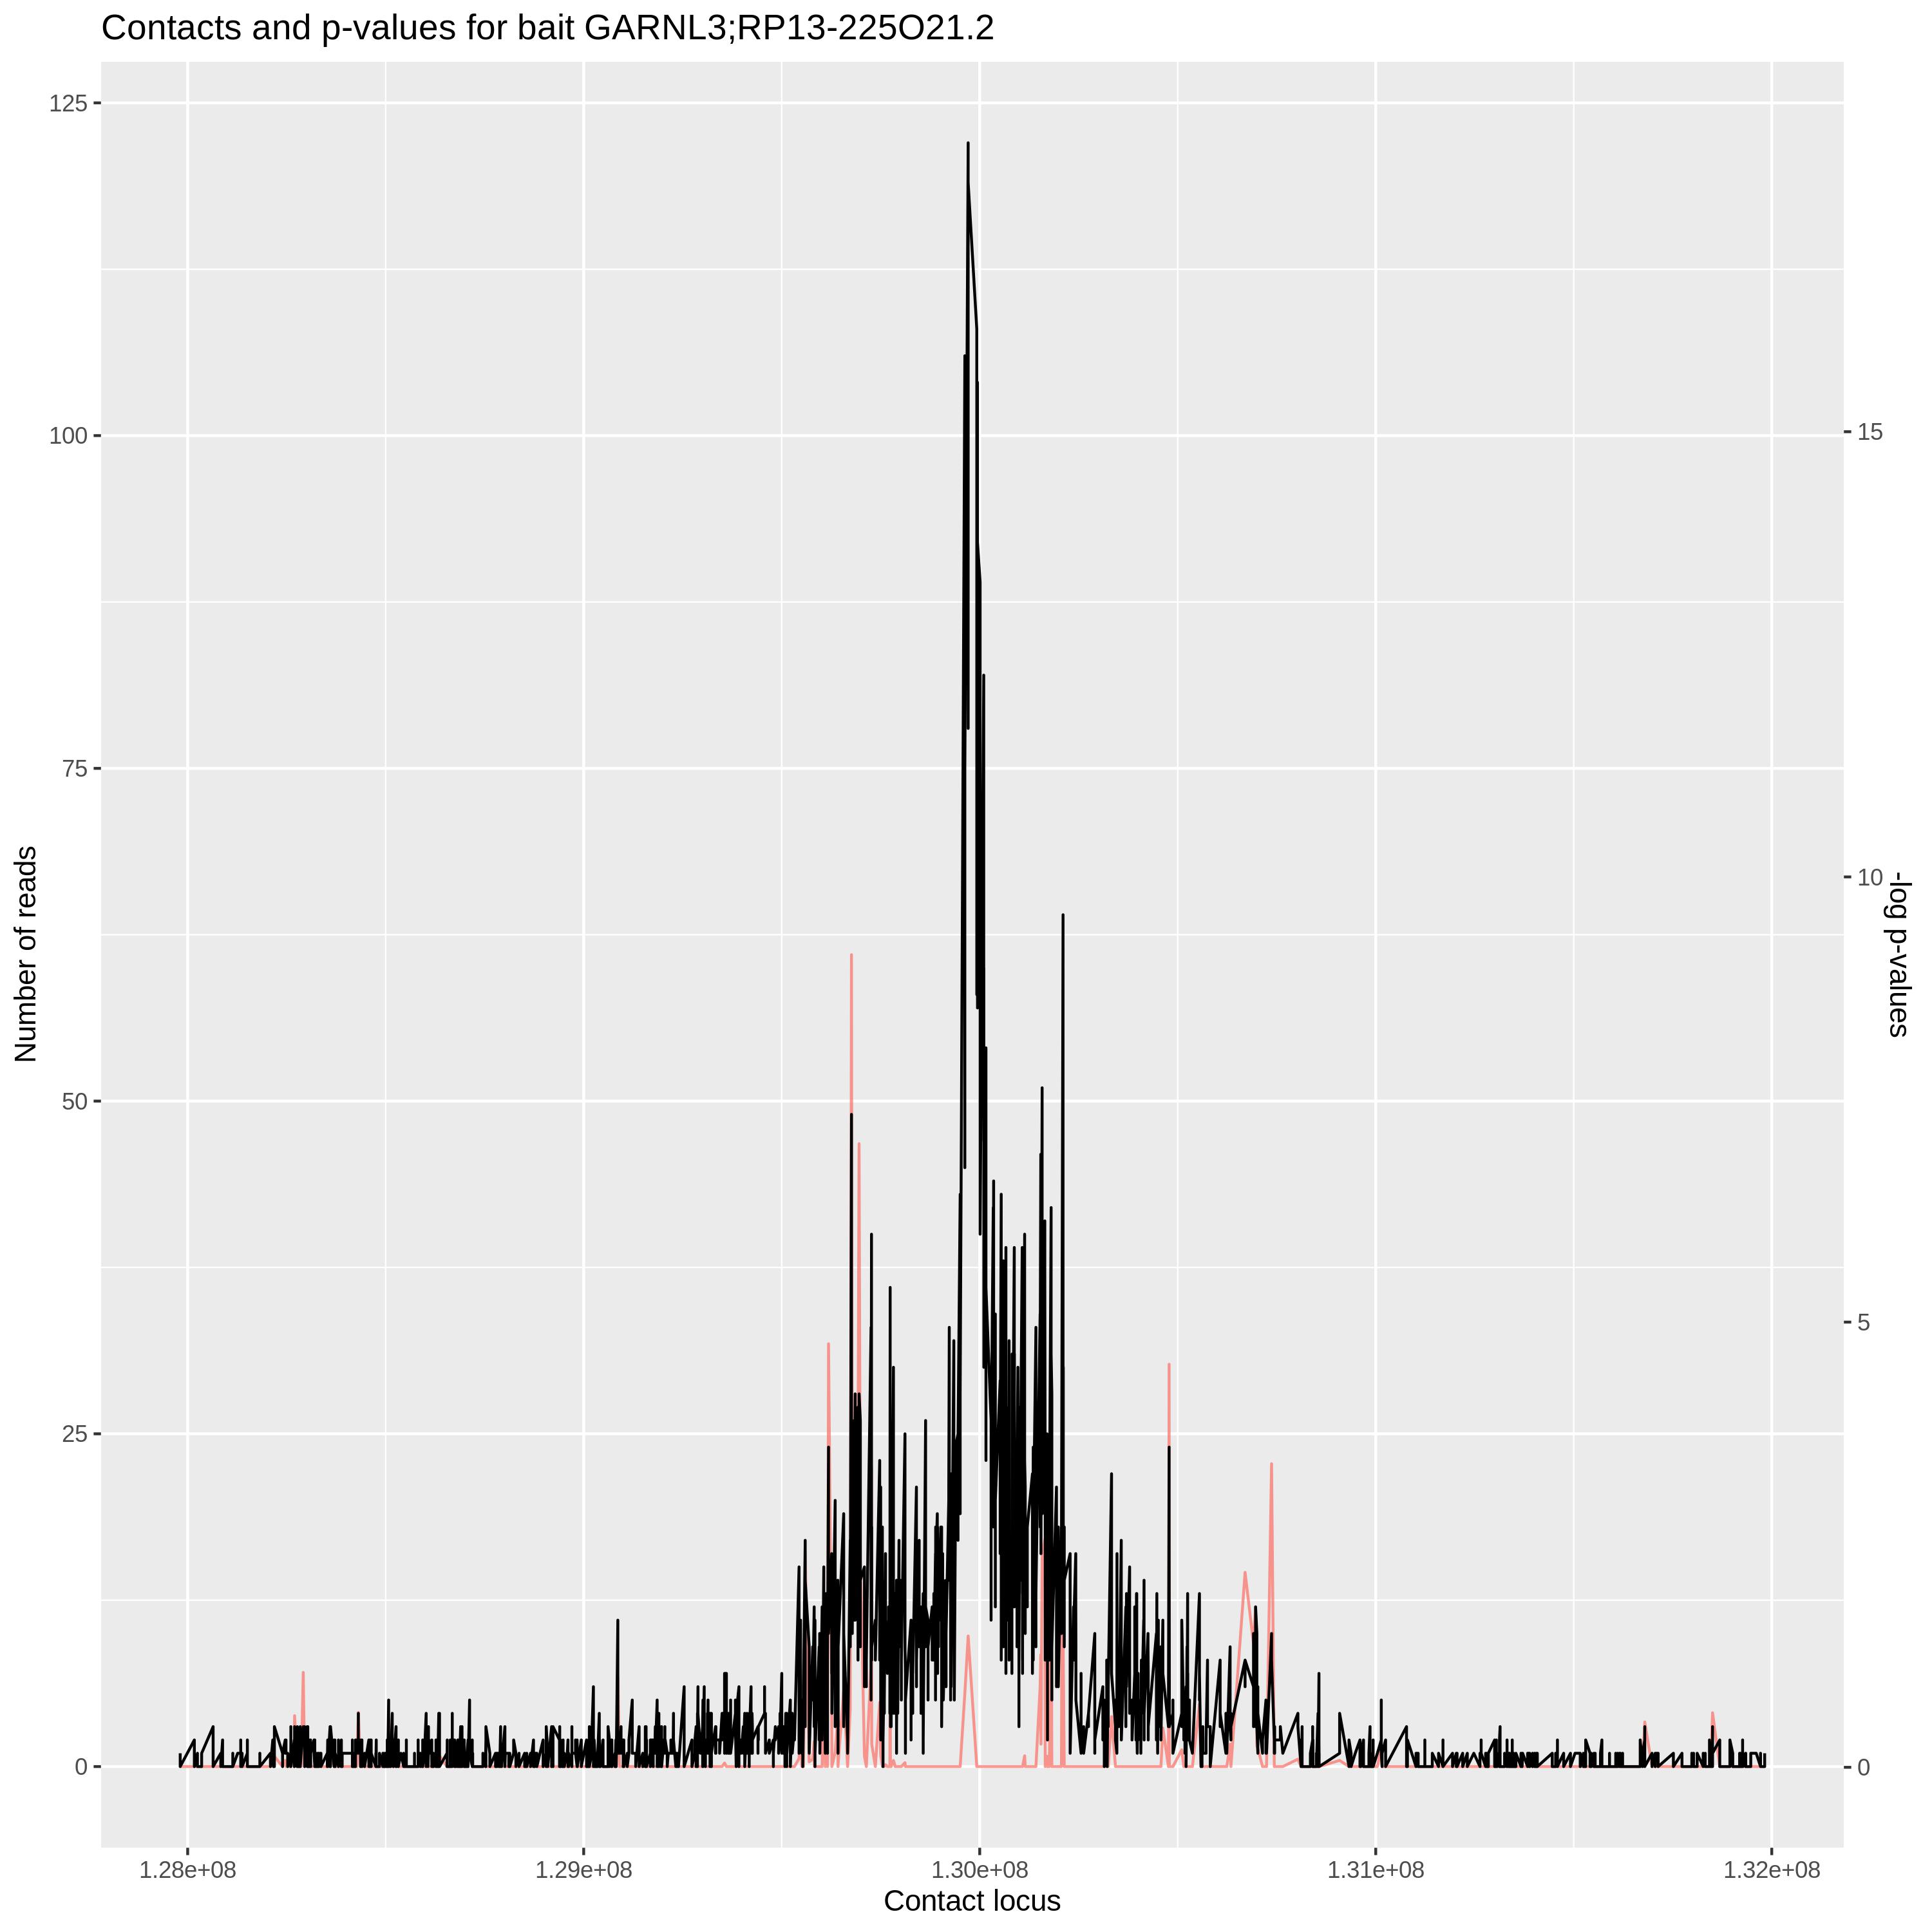 Contacts and p-values for bait GARNL3;RP13-225O21.2
125
100
75
50
25
0
Number of reads
15
10
5
0
-log p-values
1.28e+08
1.29e+08
1.30e+08
1.31e+08
1.32e+08
Contact locus